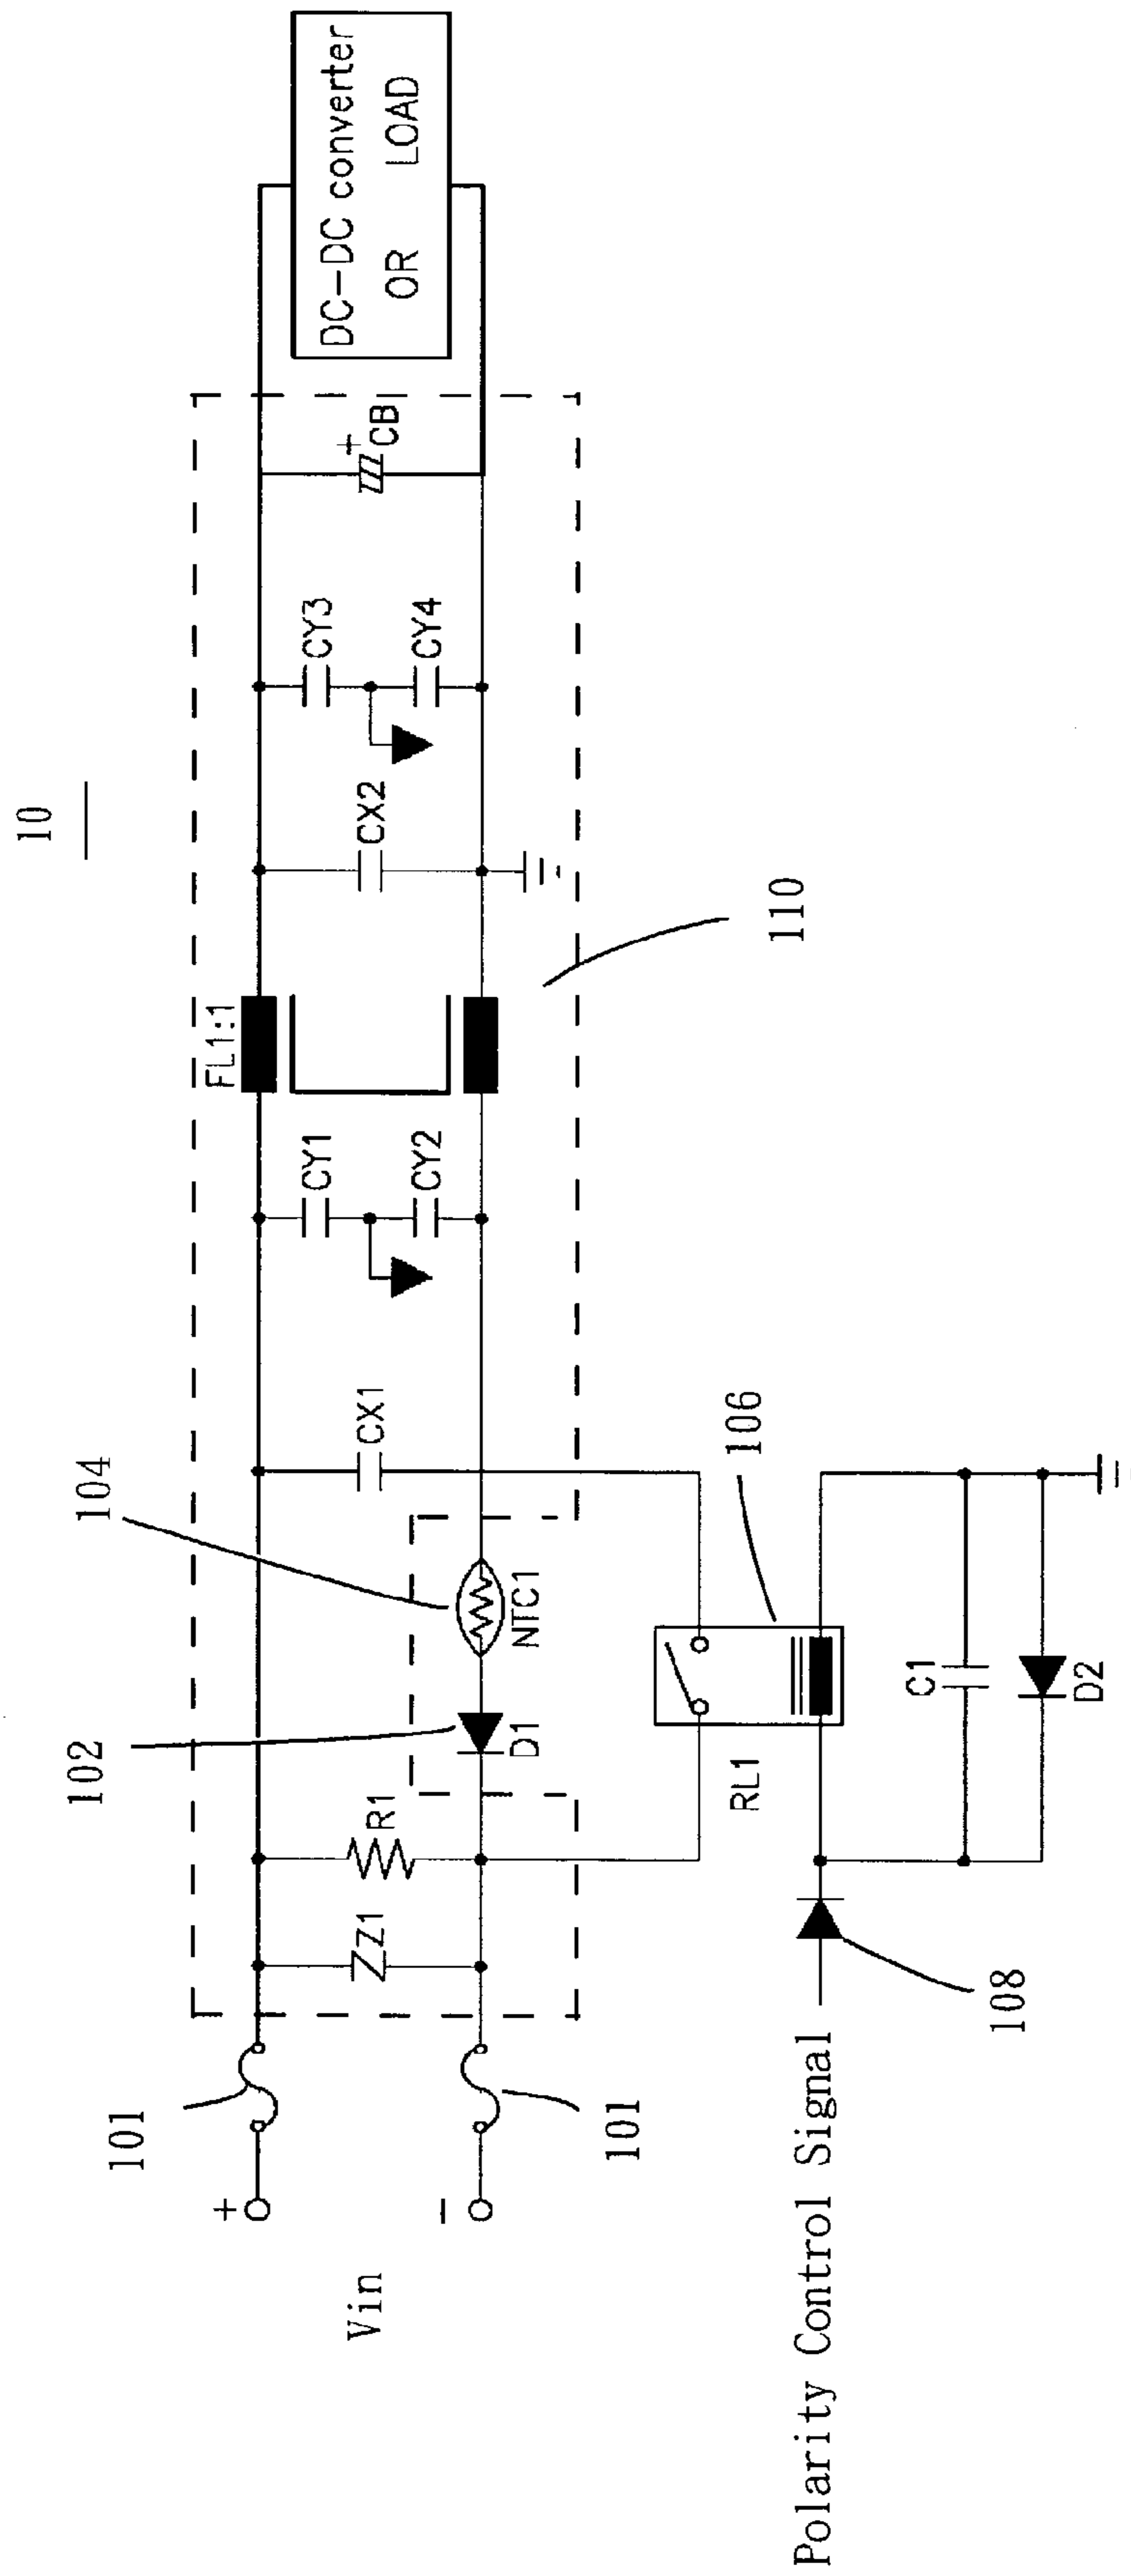 10
101
102
104
FL1:1
DC-DC converter
OR LOAD
+
Z1
R1
CX1
CY1
CY2
CX2
CY3
CY4
+
CB
Vin
-
D1
NTC1
101
110
RL1
106
C1
D2
Polarity Control Signal
108